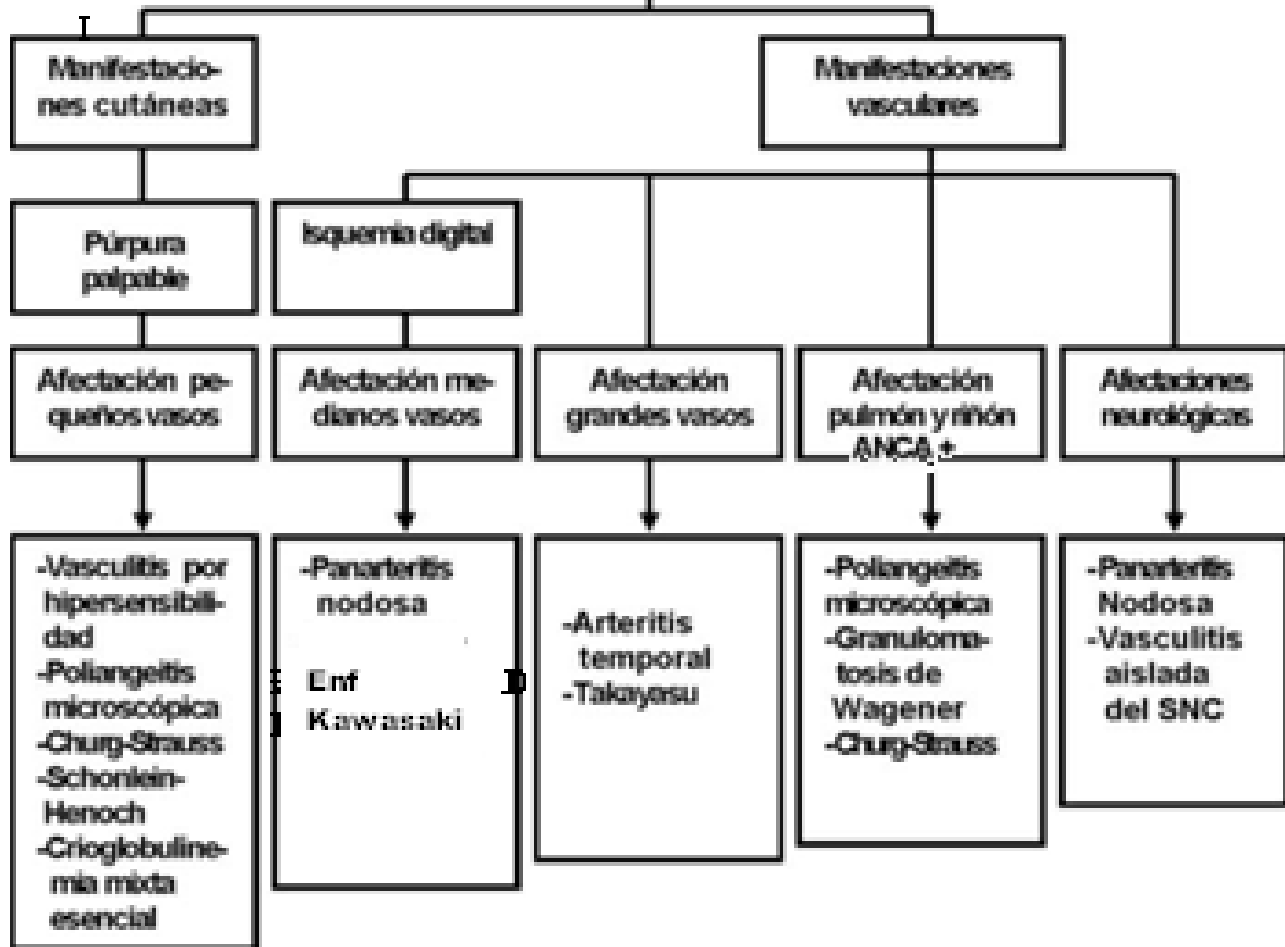 Manifestacio-
nes cutáneas
Manifestaciones
vasculares
Púrpura
palpable
Isquemia digital
Afectación pe-
queños vasos
Afectación me-
dianos vasos
Afectación
grandes vasos
Afectación
pulmón y riñón
ANCA +
Afectaciones
neurológicas
-Vasculitis por
hipersensibili-
dad
-Poliangeitis
microscópica
-Churg-Strauss
-Schonlein-
Henoch
-Crioglobuline-
mia mixta
esencial
-Panarteritis
nodosa
Enf
Kawasaki
-Arteritis
temporal
-Takayasu
-Poliangeitis
microscópica
-Granuloma-
tosis de
Wagener
-Churg-Strauss
-Panarteritis
Nodosa
-Vasculitis
aislada
del SNC